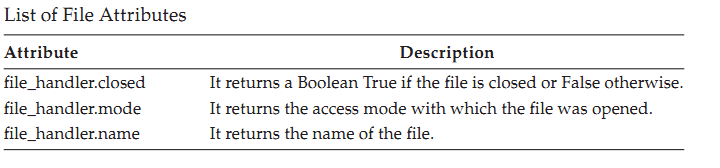 List of File Attributes
Attribute Description
file_handler.closed It returns a Boolean True if the file is closed or False otherwise.
file_handler.mode It returns the access mode with which the file was opened.
file_handler.name It returns the name of the file.